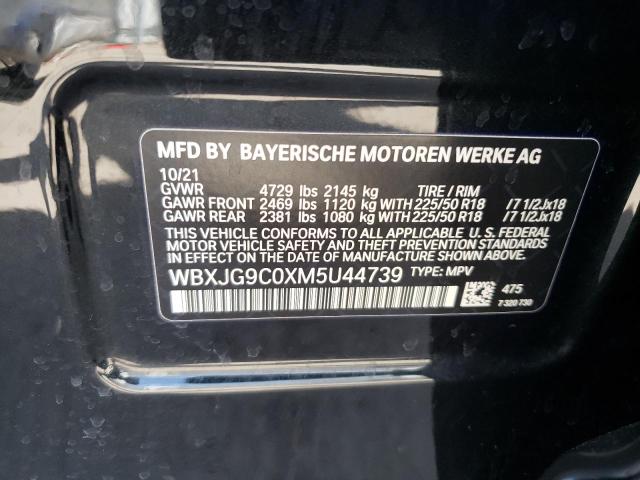 MFD BY BAYERISCHE MOTOREN WERKE AG
10/21
GVWR 4729 lbs 2145 kg TIRE / RIM
GAWR FRONT 2469 lbs 1120 kg WITH 225/50 R18 /7 1/2Jx18
GAWR REAR 2381 lbs 1080 kg WITH 225/50 R18 /7 1/2Jx18
THIS VEHICLE CONFORMS TO ALL APPLICABLE U. S. FEDERAL
MOTOR VEHICLE SAFETY AND THEFT PREVENTION STANDARDS
IN EFFECT ON THE DATE OF MANUFACTURE SHOWN ABOVE.
WBXJG9C0XM5U44739 TYPE: MPV
475
7 320 730